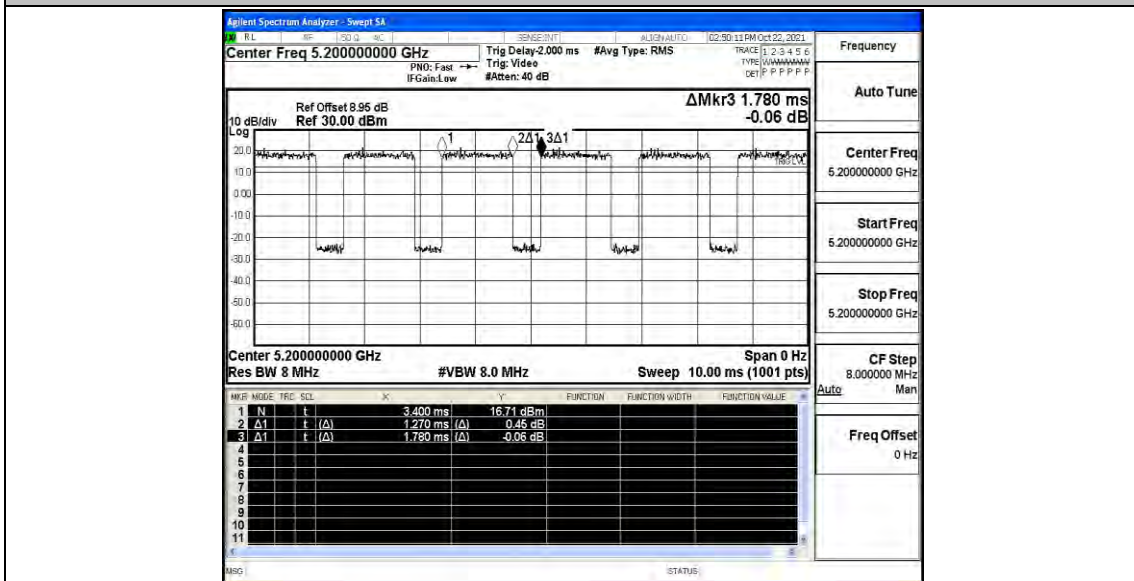 Agilent Spectrum Analyzer - Swept SA
RL RF 50 Ω AC SENSE:INT ALIGN AUTO 02:50:11 PM Oct 22, 2021
Center Freq 5.200000000 GHz
PNO: Fast
IFGain:Low
Trig Delay-2.000 ms
Trig: Video
#Atten: 40 dB
#Avg Type: RMS
TRACE 1 2 3 4 5 6
TYPE
DET P P P P P P
ΔMkr3 1.780 ms
-0.06 dB
Ref Offset 8.95 dB
10 dB/div Ref 30.00 dBm
Log
1 2Δ1 3Δ1
20.0
10.0
0.00
-10.0
-20.0
-30.0
-40.0
-50.0
-60.0
TRIG LVL
Center 5.200000000 GHz Span 0 Hz
Res BW 8 MHz #VBW 8.0 MHz Sweep 10.00 ms (1001 pts)
MKR MODE TRC SCL X Y FUNCTION FUNCTION WIDTH FUNCTION VALUE
1 N t 3.400 ms 16.71 dBm
2 Δ1 t (Δ) 1.270 ms (Δ) 0.45 dB
3 Δ1 t (Δ) 1.780 ms (Δ) -0.06 dB
4
5
6
7
8
9
10
11
MSG STATUS
Frequency
Auto Tune
Center Freq
5.200000000 GHz
Start Freq
5.200000000 GHz
Stop Freq
5.200000000 GHz
CF Step
8.000000 MHz
Auto Man
Freq Offset
0 Hz